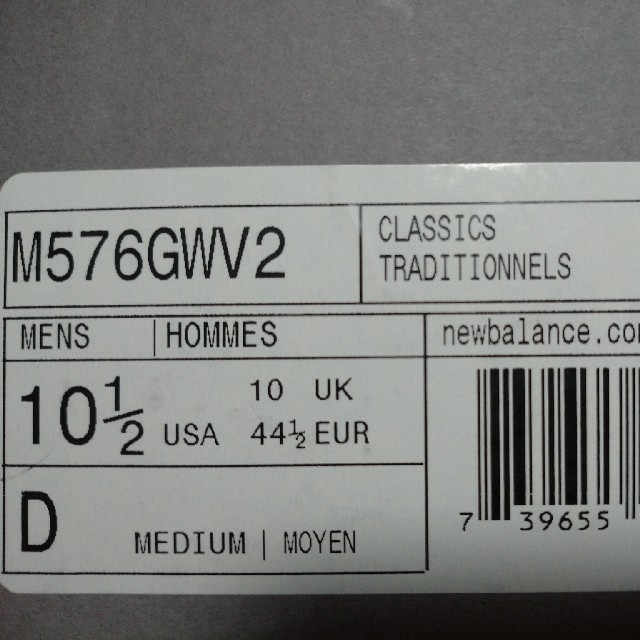 M576GWV2
CLASSICS
TRADITIONNELS
MENS | HOMMES
newbalance.co
10½ USA
10 UK
44½ EUR
D MEDIUM | MOYEN
7 39655